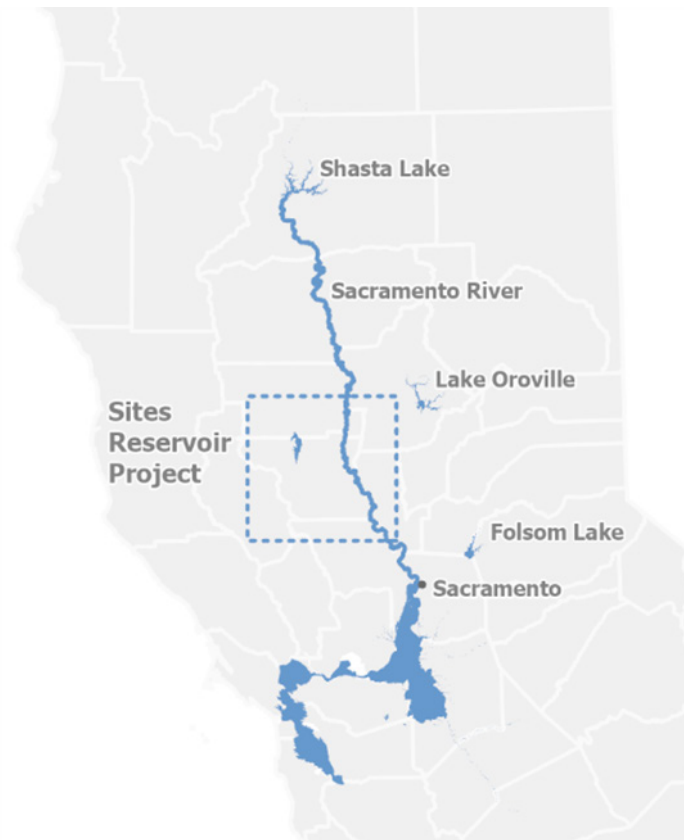 Shasta Lake
Sacramento River
Lake Oroville
Sites
Reservoir
Project
Folsom Lake
Sacramento